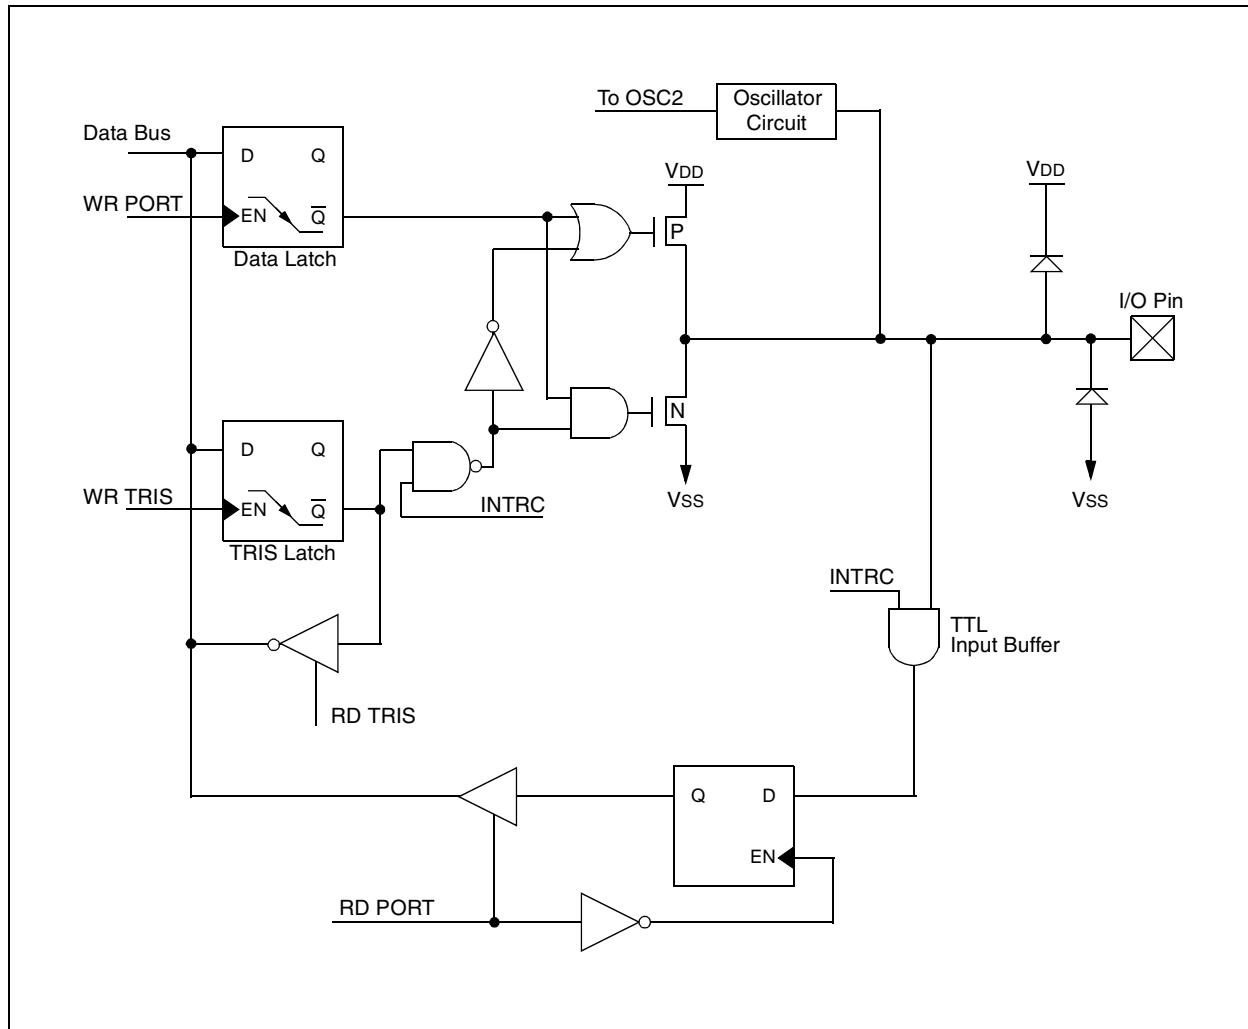 To OSC2
Oscillator
Circuit
Data Bus
D
Q
VDD
VDD
WR PORT
EN
Q̅
P
Data Latch
I/O Pin
D
Q
N
WR TRIS
EN
Q̅
INTRC
VSS
VSS
TRIS Latch
INTRC
TTL
Input Buffer
RD TRIS
Q
D
EN
RD PORT